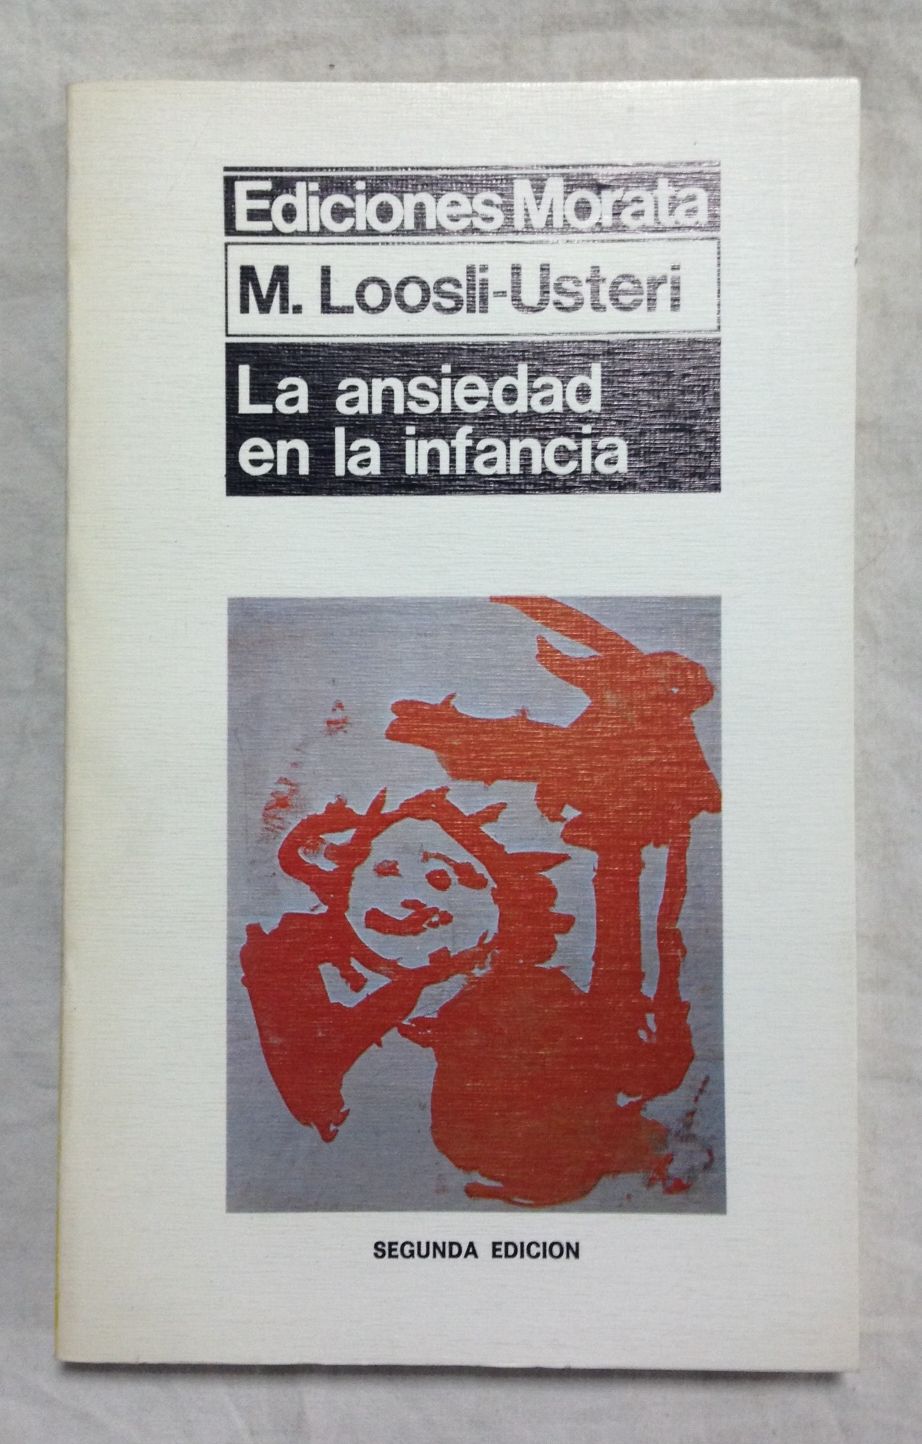 Ediciones Morata
M. Loosli-Usteri
La ansiedad
en la infancia
SEGUNDA EDICION